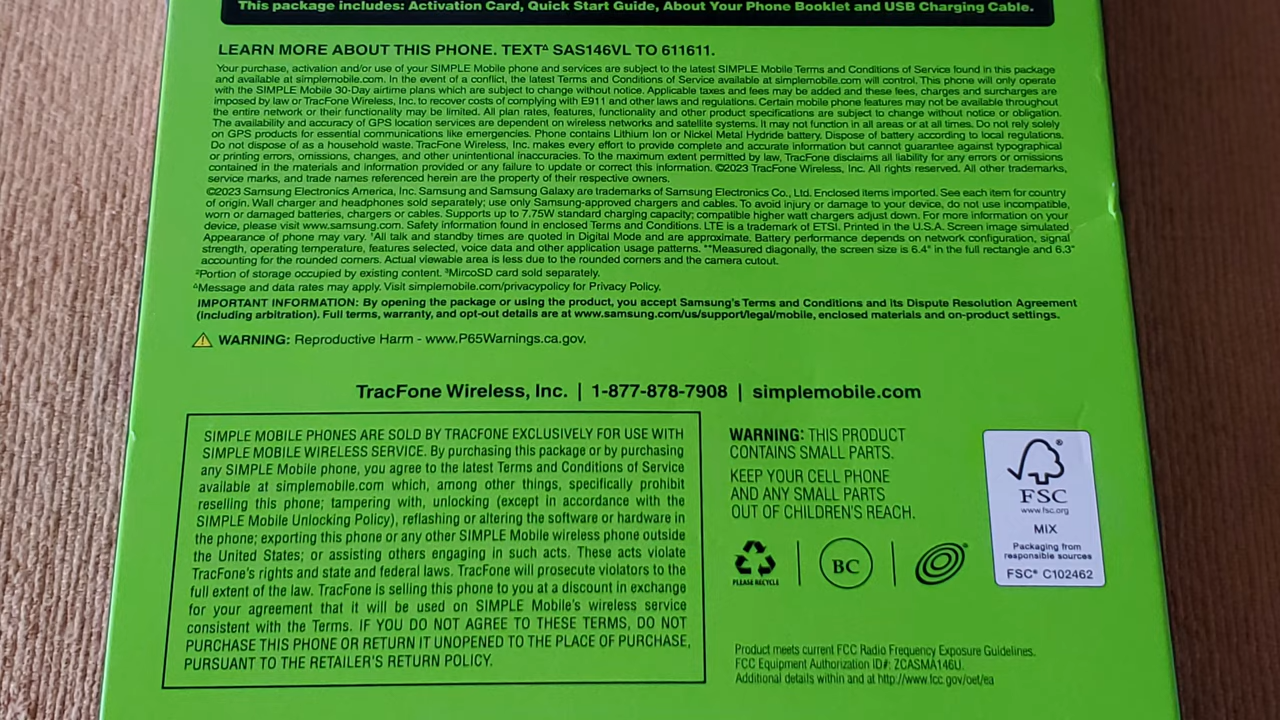 This package includes: Activation Card, Quick Start Guide, About Your Phone Booklet and USB Charging Cable.
LEARN MORE ABOUT THIS PHONE. TEXT∆ SAS146VL TO 611611.
Your purchase, activation and/or use of your SIMPLE Mobile phone and services are subject to the latest SIMPLE Mobile Terms and Conditions of Service found in this package
and available at simplemobile.com. In the event of a conflict, the latest Terms and Conditions of Service available at simplemobile.com will control. This phone will only operate
with the SIMPLE Mobile 30-Day airtime plans which are subject to change without notice. Applicable taxes and fees may be added and these fees, charges and surcharges are
imposed by law or TracFone Wireless, Inc. to recover costs of complying with E911 and other laws and regulations. Certain mobile phone features may not be available throughout
the entire network or their functionality may be limited. All plan rates, features, functionality and other product specifications are subject to change without notice or obligation.
The availability and accuracy of GPS location services are dependent on wireless networks and satellite systems. It may not function in all areas or at all times. Do not rely solely
on GPS products for essential communications like emergencies. Phone contains Lithium Ion or Nickel Metal Hydride battery. Dispose of battery according to local regulations.
Do not dispose of as a household waste. TracFone Wireless, Inc. makes every effort to provide complete and accurate information but cannot guarantee against typographical
or printing errors, omissions, changes, and other unintentional inaccuracies. To the maximum extent permitted by law, TracFone disclaims all liability for any errors or omissions
contained in the materials and information provided or any failure to update or correct this information. ©2023 TracFone Wireless, Inc. All rights reserved. All other trademarks,
service marks, and trade names referenced herein are the property of their respective owners.
©2023 Samsung Electronics America, Inc. Samsung and Samsung Galaxy are trademarks of Samsung Electronics Co., Ltd. Enclosed items imported. See each item for country
of origin. Wall charger and headphones sold separately; use only Samsung-approved chargers and cables. To avoid injury or damage to your device, do not use incompatible,
worn or damaged batteries, chargers or cables. Supports up to 7.75W standard charging capacity; compatible higher watt chargers adjust down. For more information on your
device, please visit www.samsung.com. Safety information found in enclosed Terms and Conditions. LTE is a trademark of ETSI. Printed in the U.S.A. Screen image simulated.
Appearance of phone may vary. †All talk and standby times are quoted in Digital Mode and are approximate. Battery performance depends on network configuration, signal
strength, operating temperature, features selected, voice data and other application usage patterns. **Measured diagonally, the screen size is 6.4" in the full rectangle and 6.3"
accounting for the rounded corners. Actual viewable area is less due to the rounded corners and the camera cutout.
²Portion of storage occupied by existing content. ³MircoSD card sold separately.
∆Message and data rates may apply. Visit simplemobile.com/privacypolicy for Privacy Policy.
IMPORTANT INFORMATION: By opening the package or using the product, you accept Samsung's Terms and Conditions and its Dispute Resolution Agreement
(including arbitration). Full terms, warranty, and opt-out details are at www.samsung.com/us/support/legal/mobile, enclosed materials and on-product settings.
WARNING: Reproductive Harm - www.P65Warnings.ca.gov.
TracFone Wireless, Inc. | 1-877-878-7908 | simplemobile.com
SIMPLE MOBILE PHONES ARE SOLD BY TRACFONE EXCLUSIVELY FOR USE WITH
SIMPLE MOBILE WIRELESS SERVICE. By purchasing this package or by purchasing
any SIMPLE Mobile phone, you agree to the latest Terms and Conditions of Service
available at simplemobile.com which, among other things, specifically prohibit
reselling this phone; tampering with, unlocking (except in accordance with the
SIMPLE Mobile Unlocking Policy), reflashing or altering the software or hardware in
the phone; exporting this phone or any other SIMPLE Mobile wireless phone outside
the United States; or assisting others engaging in such acts. These acts violate
TracFone's rights and state and federal laws. TracFone will prosecute violators to the
full extent of the law. TracFone is selling this phone to you at a discount in exchange
for your agreement that it will be used on SIMPLE Mobile's wireless service
consistent with the Terms. IF YOU DO NOT AGREE TO THESE TERMS, DO NOT
PURCHASE THIS PHONE OR RETURN IT UNOPENED TO THE PLACE OF PURCHASE,
PURSUANT TO THE RETAILER'S RETURN POLICY.
WARNING: THIS PRODUCT
CONTAINS SMALL PARTS.
KEEP YOUR CELL PHONE
AND ANY SMALL PARTS
OUT OF CHILDREN'S REACH.
PLEASE RECYCLE
BC
FSC
www.fsc.org
MIX
Packaging from
responsible sources
FSC® C102462
Product meets current FCC Radio Frequency Exposure Guidelines.
FCC Equipment Authorization ID#: ZCASMA146U.
Additional details within and at http://www.fcc.gov/oet/ea